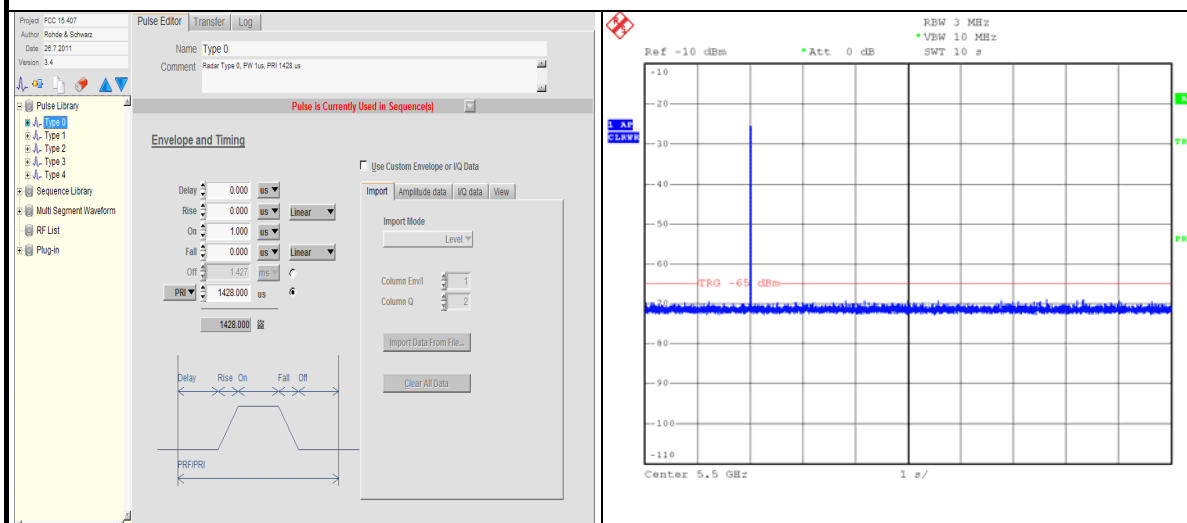 Project FCC 15.407
Author Rohde & Schwarz
Date 26.7.2011
Version 3.4
Pulse Library
Type 0
Type 1
Type 2
Type 3
Type 4
Sequence Library
Multi Segment Waveform
RF List
Plug-in
Pulse Editor Transfer Log
Name Type 0
Comment Radar Type 0, PW 1us, PRI 1428 us
Pulse is Currently Used in Sequence(s)
Envelope and Timing
Use Custom Envelope or I/Q Data
Delay 0.000 us
Rise 0.000 us Linear
On 1.000 us
Fall 0.000 us Linear
Off 1.427 ms
PRI 1428.000 us
1428.000
Import Amplitude data I/Q data View
Import Mode
Level
Column Env/I 1
Column Q 2
Import Data From File...
Clear All Data
Delay Rise On Fall Off
PRF/PRI
R S
RBW 3 MHz
*VBW 10 MHz
Ref -10 dBm *Att 0 dB SWT 10 s
1 AP
CLRWR
A
TR
PR
-10
-20
-30
-40
-50
-60
TRG -65 dBm
-70
-80
-90
-100
-110
Center 5.5 GHz 1 s/